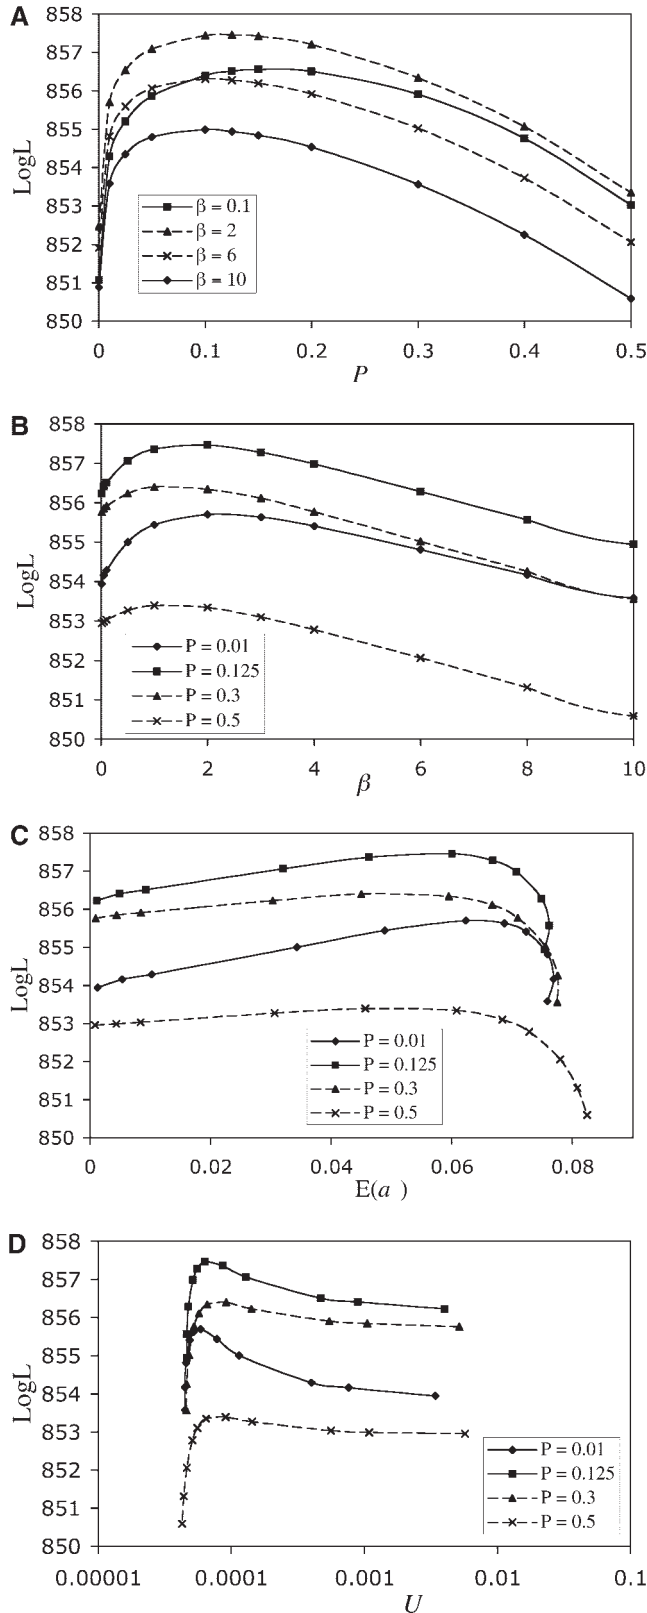 A
858
857
856
855
854
853
852
851
850
LogL
β = 0.1
β = 2
β = 6
β = 10
0 0.1 0.2 0.3 0.4 0.5
P
B
858
857
856
855
854
853
852
851
850
LogL
P = 0.01
P = 0.125
P = 0.3
P = 0.5
0 2 4 6 8 10
β
C
858
857
856
855
854
853
852
851
850
LogL
P = 0.01
P = 0.125
P = 0.3
P = 0.5
0 0.02 0.04 0.06 0.08
E(a )
D
858
857
856
855
854
853
852
851
850
LogL
P = 0.01
P = 0.125
P = 0.3
P = 0.5
0.00001 0.0001 0.001 0.01 0.1
U